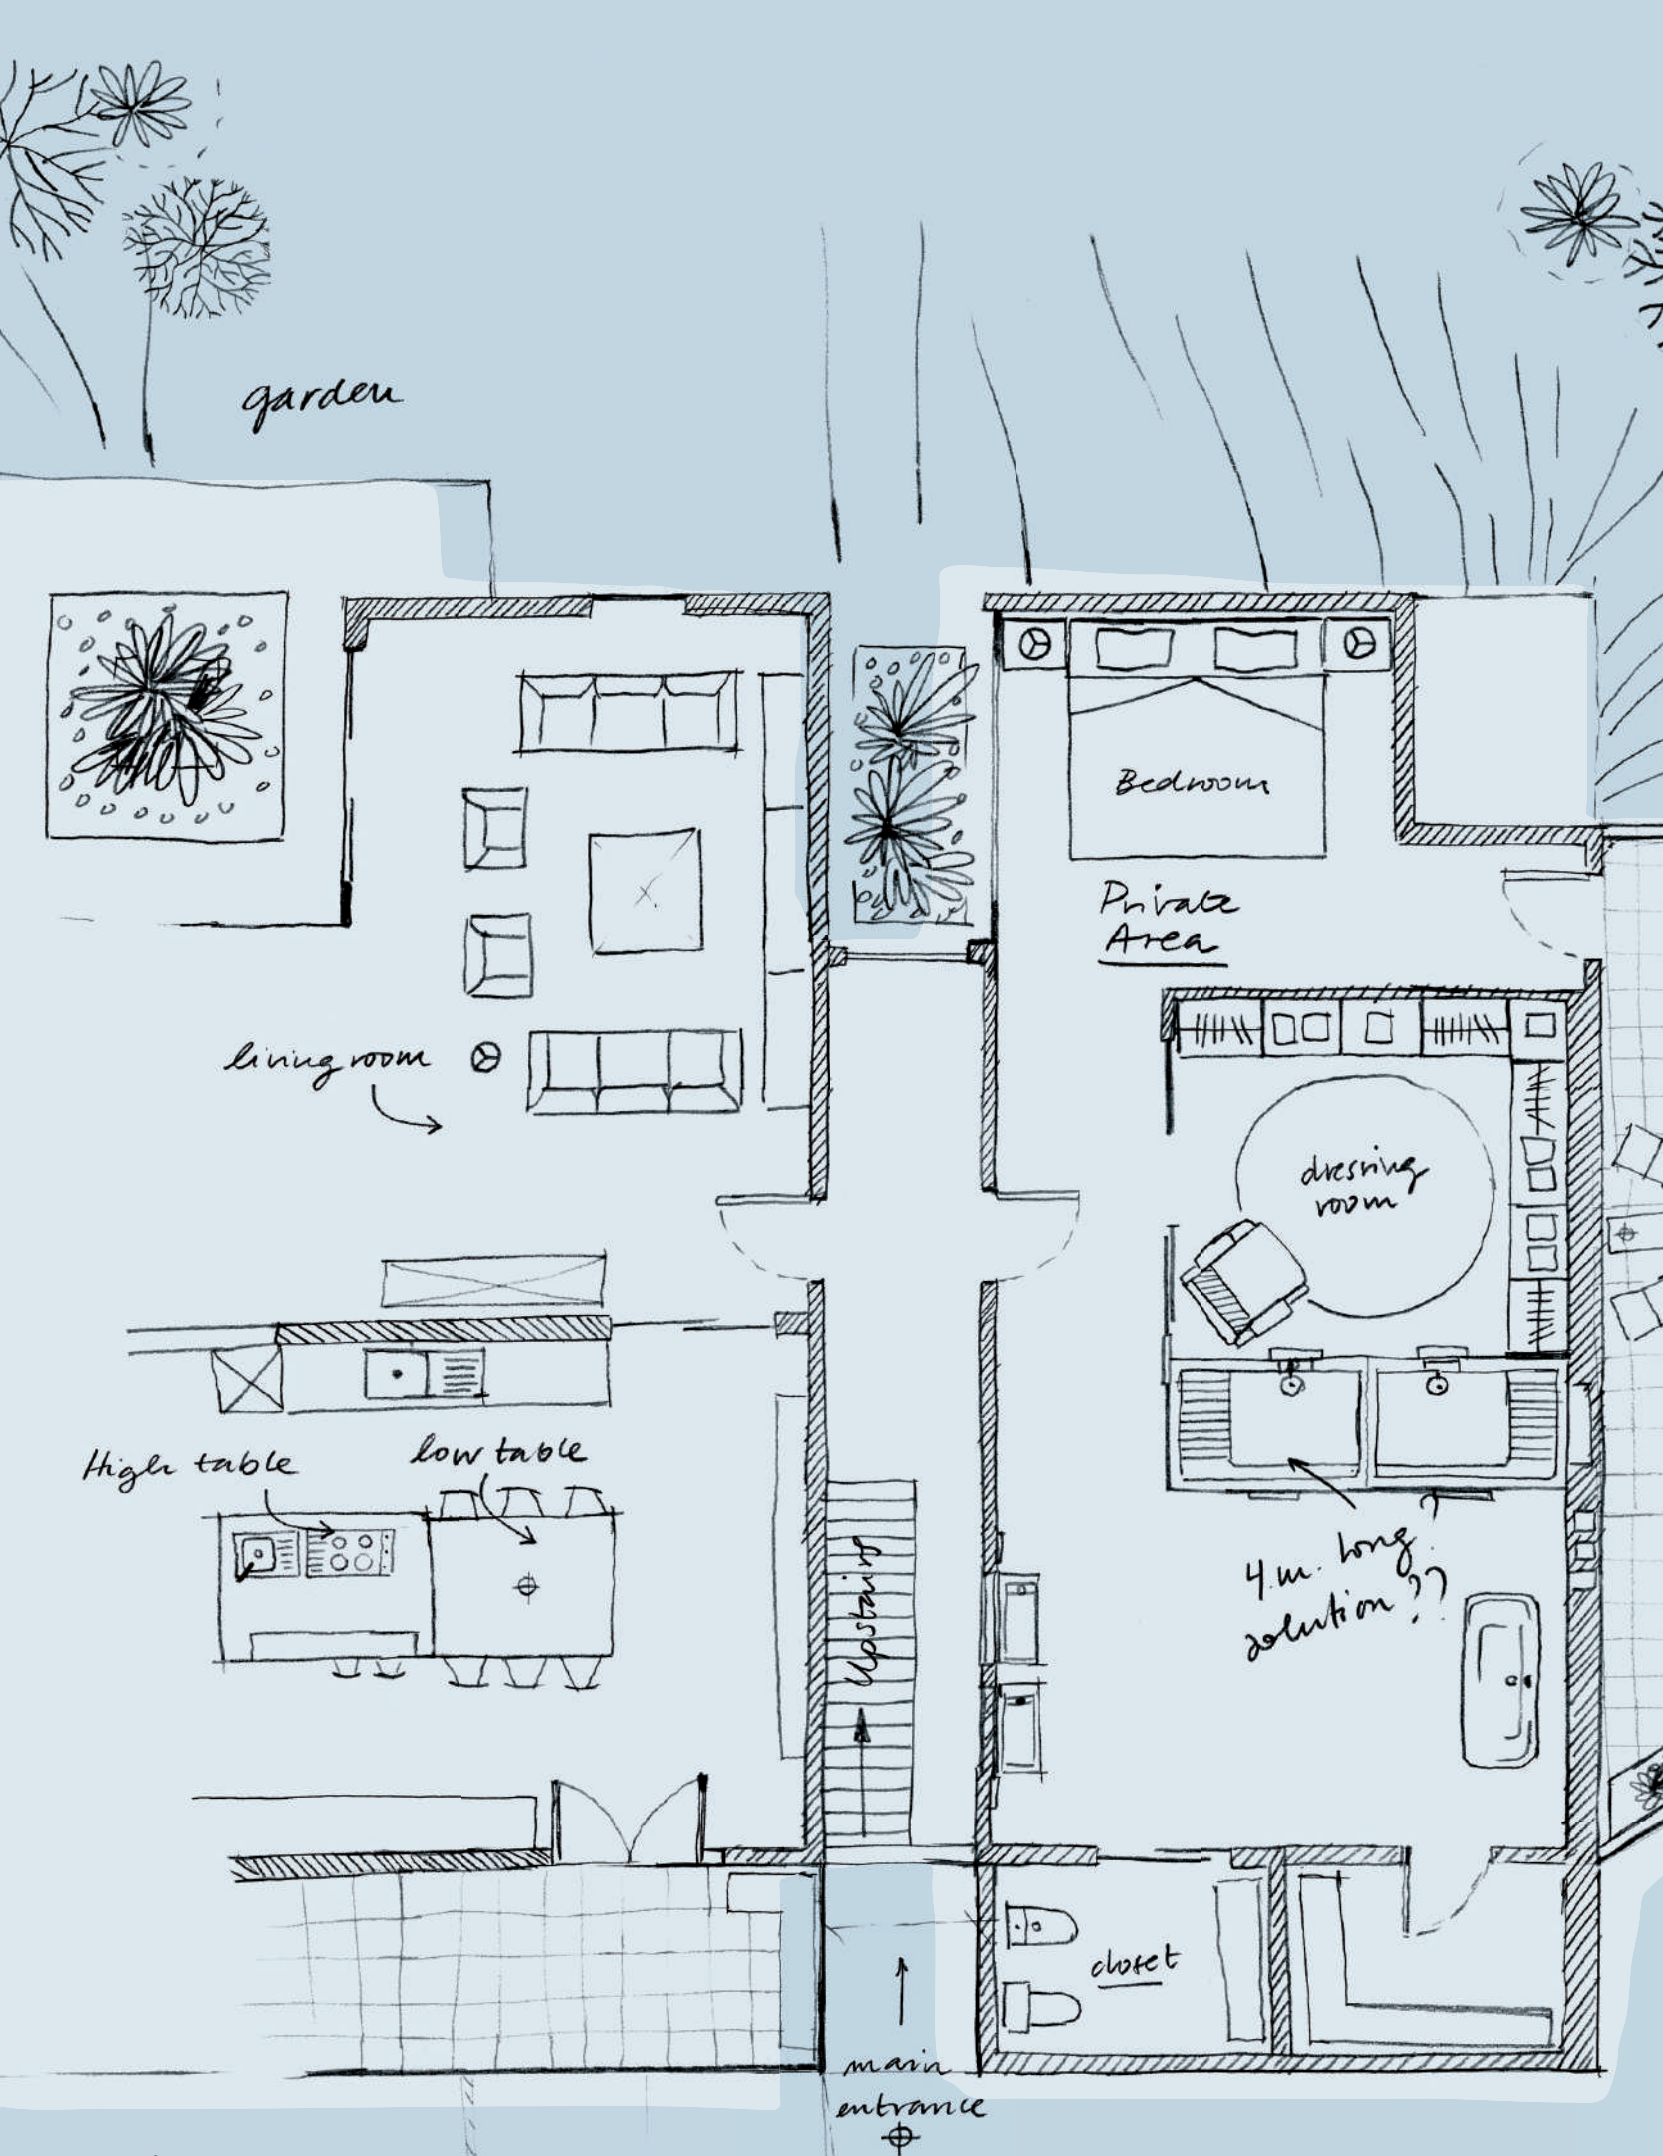 garden
Bedroom
Private
Area
living room
dressing
room
High table
low table
4 m. long?
solution??
Upstairs
closet
main
entrance